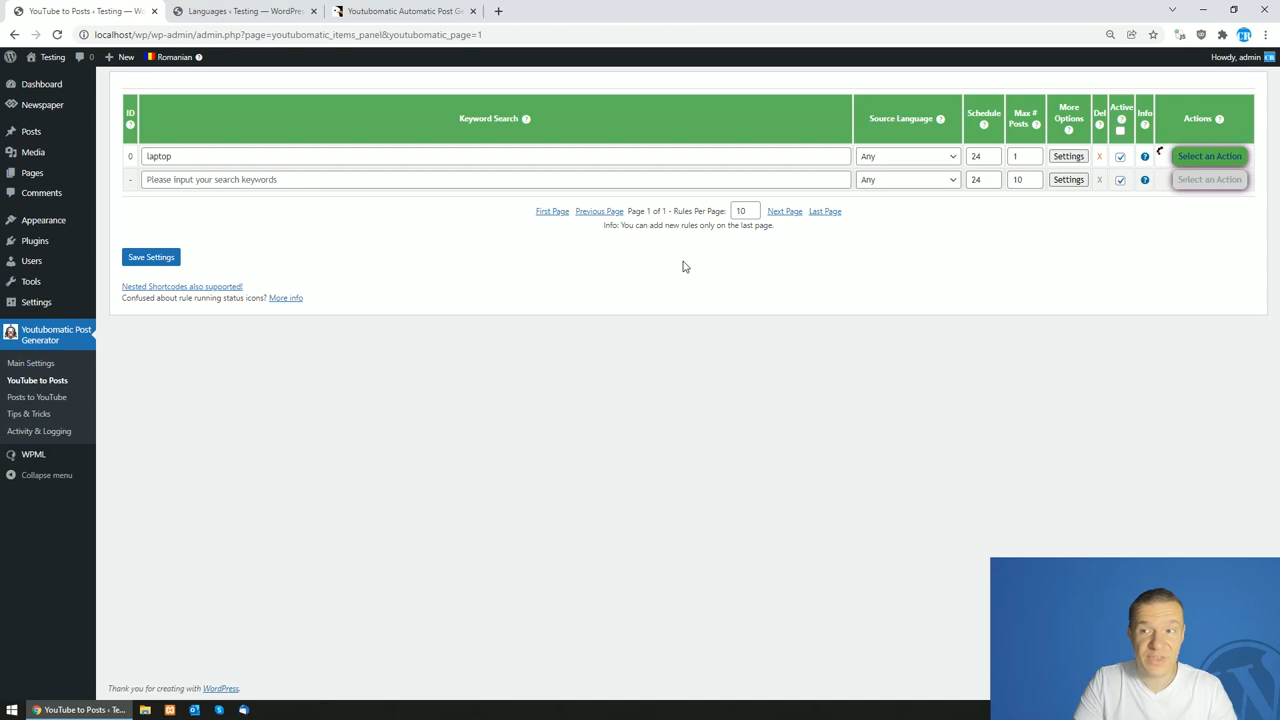 YouTube to Posts ‹ Testing — Wo
Languages ‹ Testing — WordPres
Youtubomatic Automatic Post Ge
localhost/wp/wp-admin/admin.php?page=youtubomatic_items_panel&youtubomatic_page=1
Testing
0
New
Romanian
Howdy, admin
Dashboard
Newspaper
Posts
Media
Pages
Comments
Appearance
Plugins
Users
Tools
Settings
Youtubomatic Post
Generator
Main Settings
YouTube to Posts
Posts to YouTube
Tips & Tricks
Activity & Logging
WPML
Collapse menu
ID
Keyword Search
Source Language
Schedule
Max #
Posts
More
Options
Del
Active
Info
Actions
0 laptop Any 24 1 Settings X Select an Action
- Please input your search keywords Any 24 10 Settings X Select an Action
First Page Previous Page Page 1 of 1 - Rules Per Page: 10 Next Page Last Page
Info: You can add new rules only on the last page.
Save Settings
Nested Shortcodes also supported!
Confused about rule running status icons? More info
Thank you for creating with WordPress.
YouTube to Posts ‹ Te...